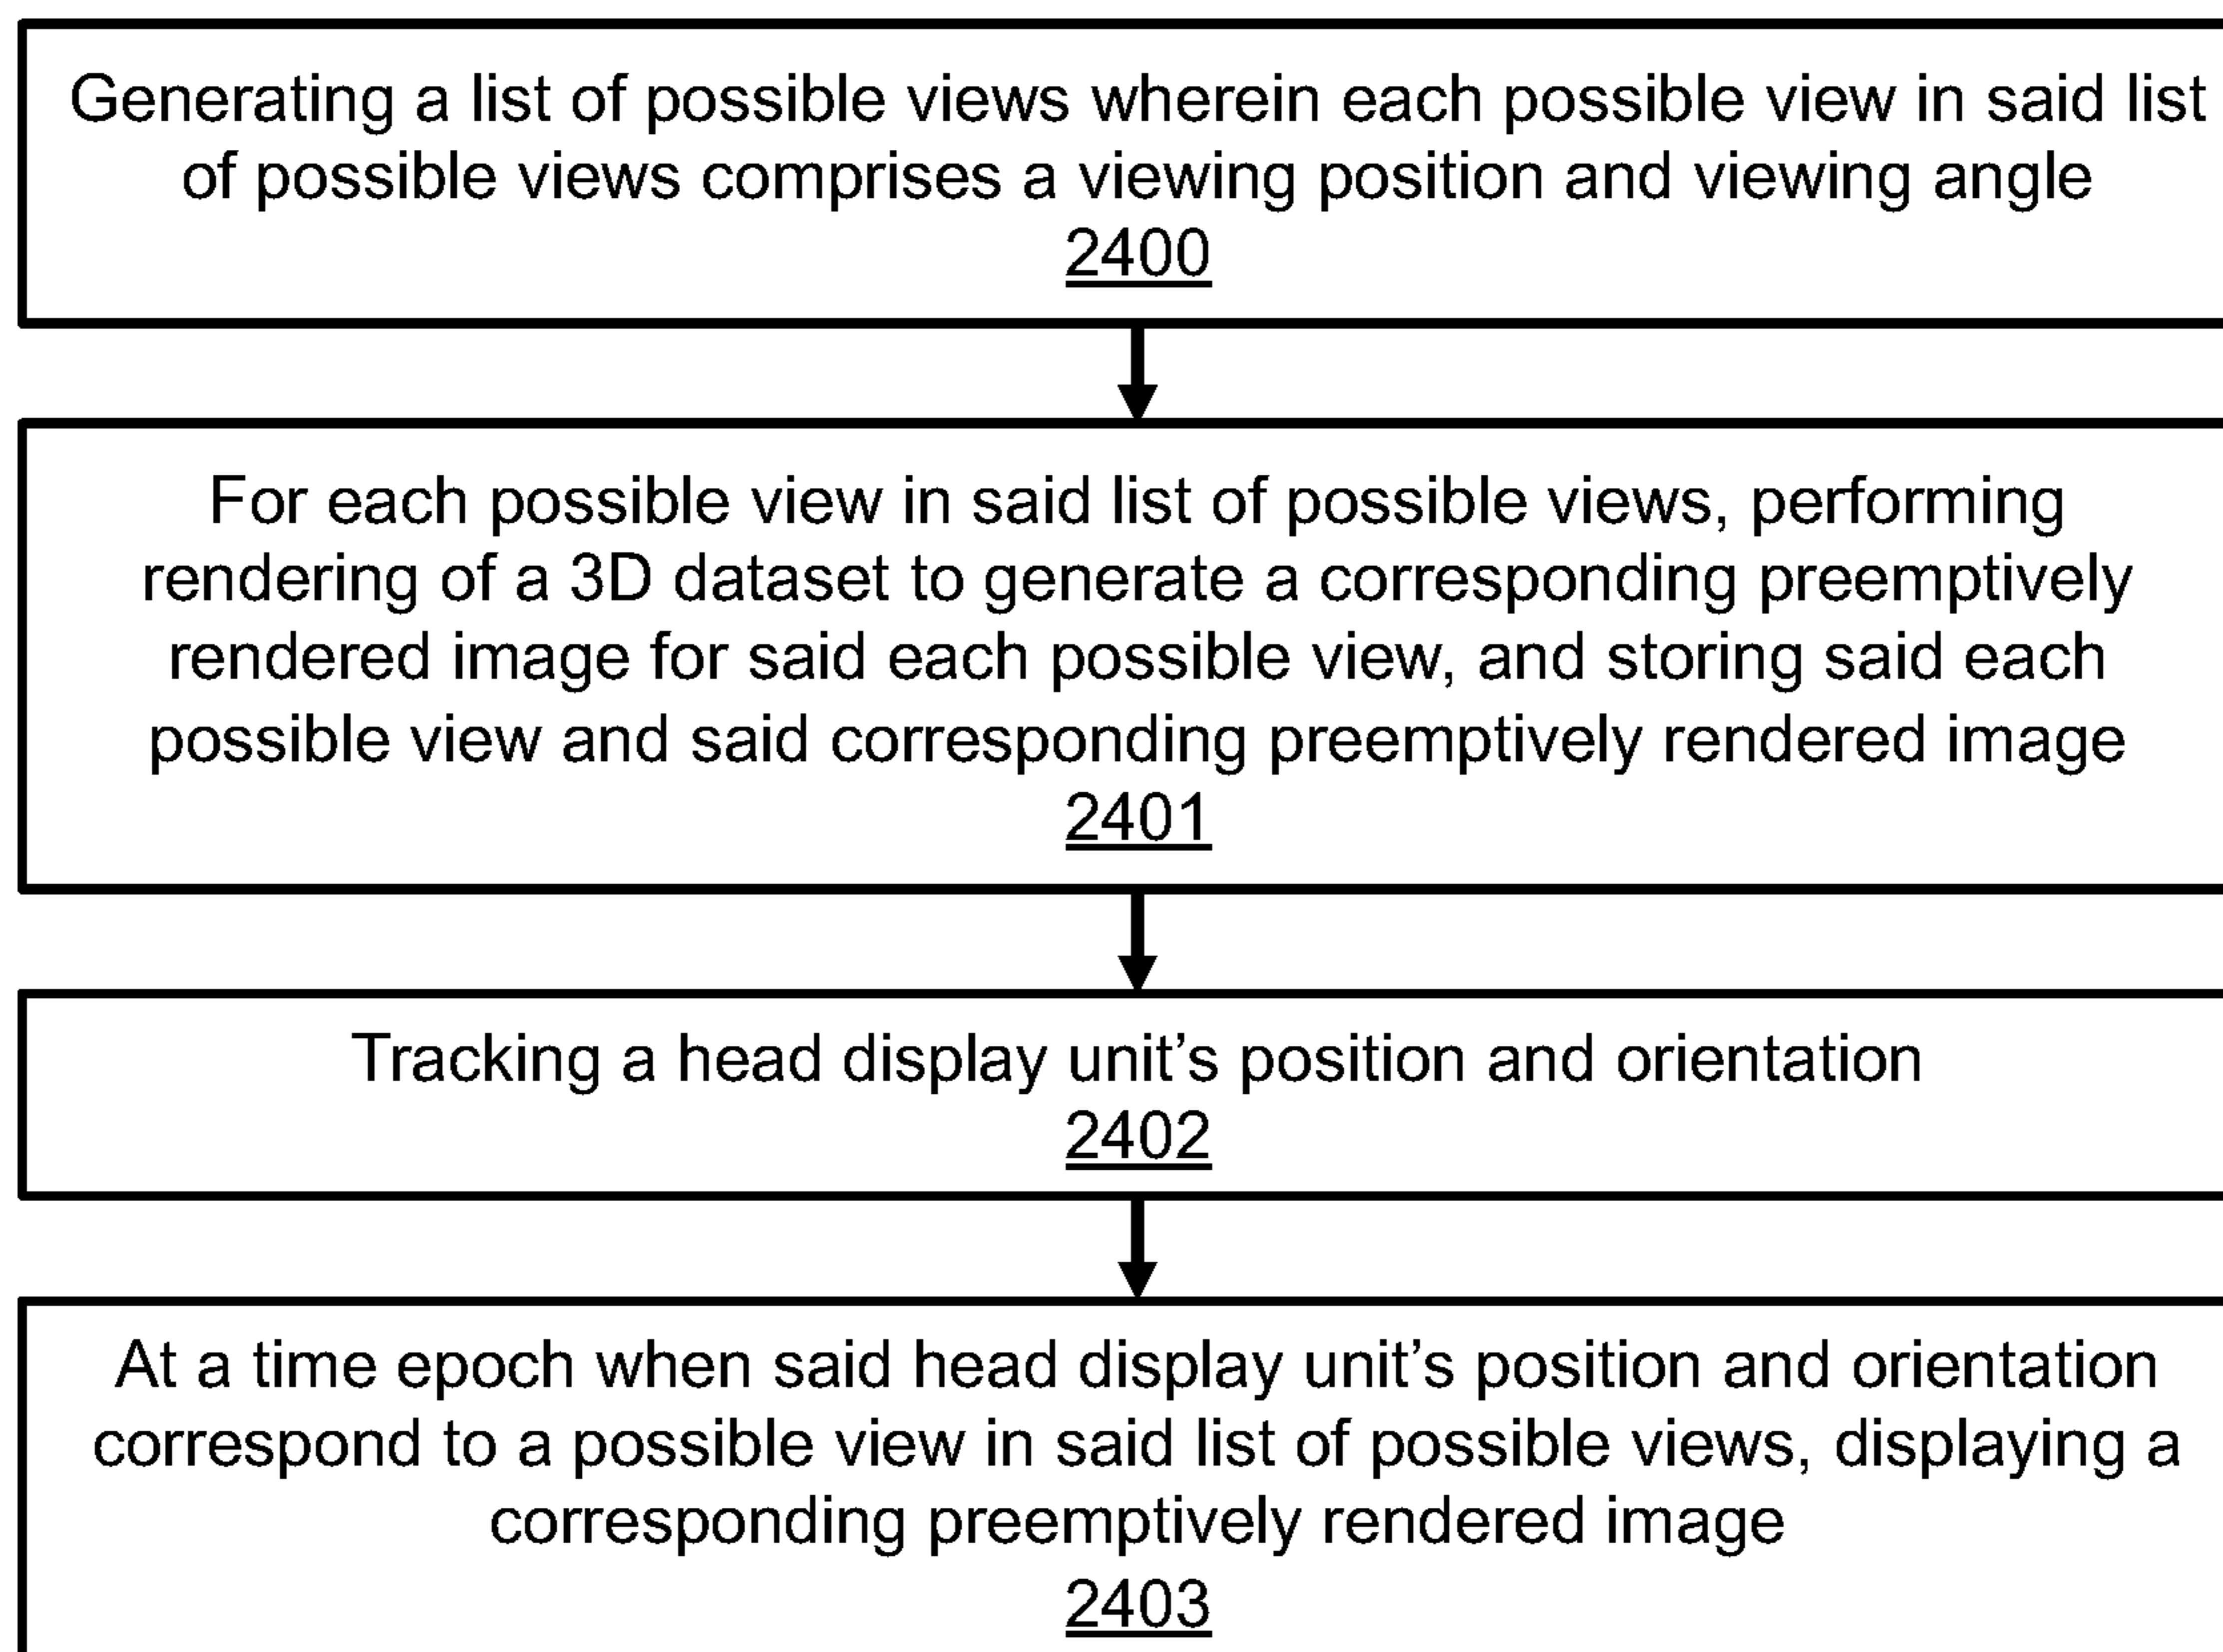 Generating a list of possible views wherein each possible view in said list
of possible views comprises a viewing position and viewing angle
2400
For each possible view in said list of possible views, performing
rendering of a 3D dataset to generate a corresponding preemptively
rendered image for said each possible view, and storing said each
possible view and said corresponding preemptively rendered image
2401
Tracking a head display unit’s position and orientation
2402
At a time epoch when said head display unit’s position and orientation
correspond to a possible view in said list of possible views, displaying a
corresponding preemptively rendered image
2403